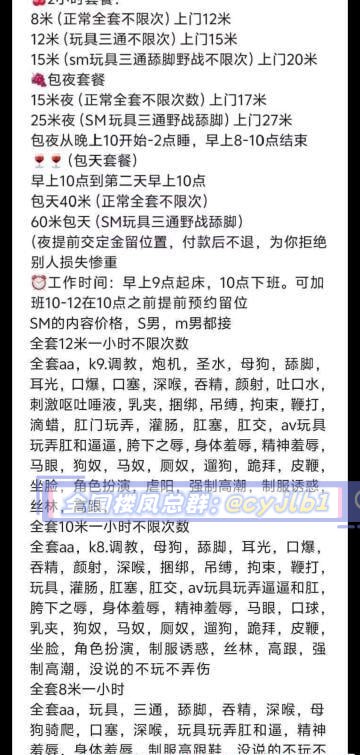 2小时套餐：
8米（正常全套不限次）上门12米
12米（玩具三通不限次）上门15米
15米（sm玩具三通舔脚野战不限次）上门20米
🍇包夜套餐
15米夜（正常全套不限次数）上门17米
25米夜（SM玩具三通野战舔脚）上门27米
包夜从晚上10开始-2点睡，早上8-10点结束
🍷🍷（包天套餐）
早上10点到第二天早上10点
包天40米（正常全套不限次）
60米包天（SM玩具三通野战舔脚）
（夜提前交定金留位置，付款后不退，为你拒绝
别人损失惨重
⏰工作时间：早上9点起床，10点下班。可加
班10-12在10点之前提前预约留位
SM的内容价格，S男，m男都接
全套12米一小时不限次数
全套aa，k9.调教，炮机，圣水，母狗，舔脚，
耳光，口爆，口塞，深喉，吞精，颜射，吐口水，
刺激呕吐唾液，乳夹，捆绑，吊缚，拘束，鞭打，
滴蜡，肛门玩弄，灌肠，肛塞，肛交，av玩具
玩弄肛和逼逼，胯下之辱，身体羞辱，精神羞辱，
马眼，狗奴，马奴，厕奴，遛狗，跪拜，皮鞭，
坐脸，角色扮演，虐阳，强制高潮，制服诱惑，
丝林，高跟
全国楼凤总群：@cyJlb1
全套10米一小时不限次数
全套aa，k8.调教，母狗，舔脚，耳光，口爆，
吞精，颜射，深喉，捆绑，吊缚，拘束，鞭打，
玩具，灌肠，肛塞，肛交，av玩具玩弄逼逼和肛，
胯下之辱，身体羞辱，精神羞辱，马眼，口球，
乳夹，狗奴，马奴，厕奴，遛狗，跪拜，皮鞭，
坐脸，角色扮演，制服诱惑，丝林，高跟，强
制高潮，没说的不玩不弄伤
全套8米一小时
全套aa，玩具，三通，舔脚，吞精，深喉，母
狗骑爬，口塞，深喉，玩具玩弄肛和逼，精神
羞辱，身体羞辱，制服高跟鞋，没说的不玩不